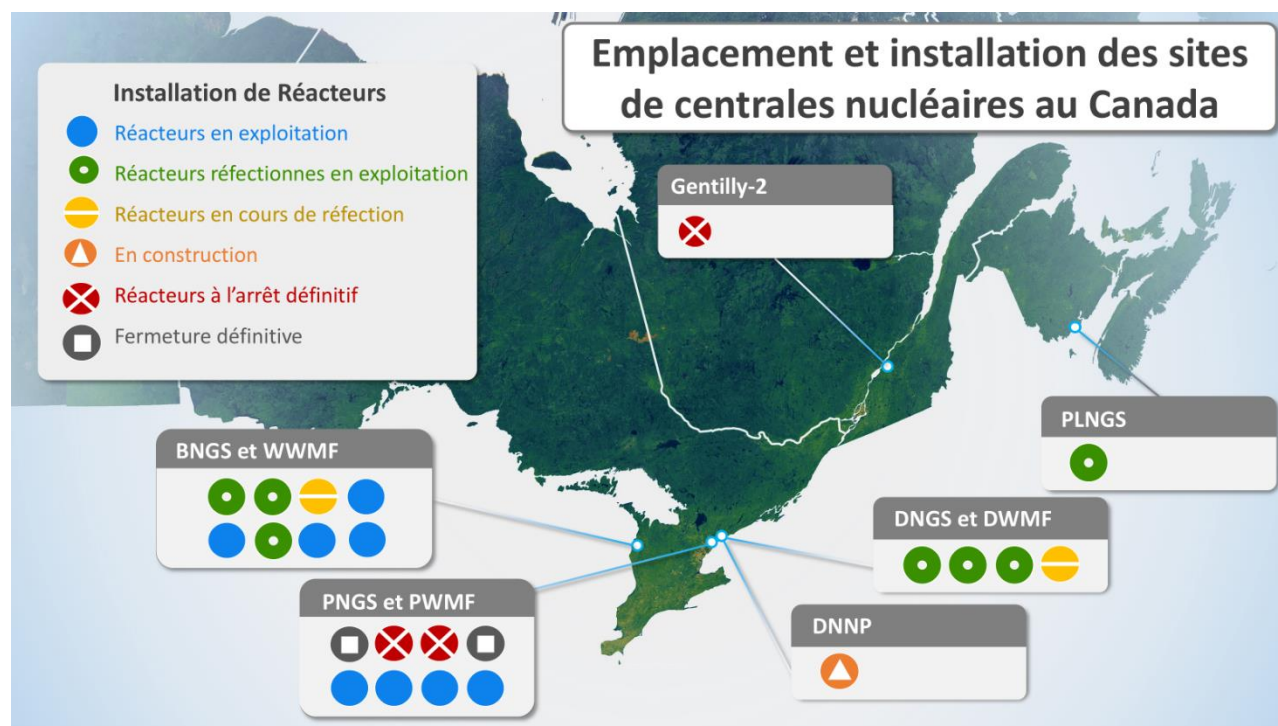 Emplacement et installation des sites
de centrales nucléaires au Canada
Installation de Réacteurs
Réacteurs en exploitation
Réacteurs réfectionnes en exploitation
Réacteurs en cours de réfection
En construction
Réacteurs à l'arrêt définitif
Fermeture définitive
Gentilly-2
PLNGS
BNGS et WWMF
DNGS et DWMF
PNGS et PWMF
DNNP